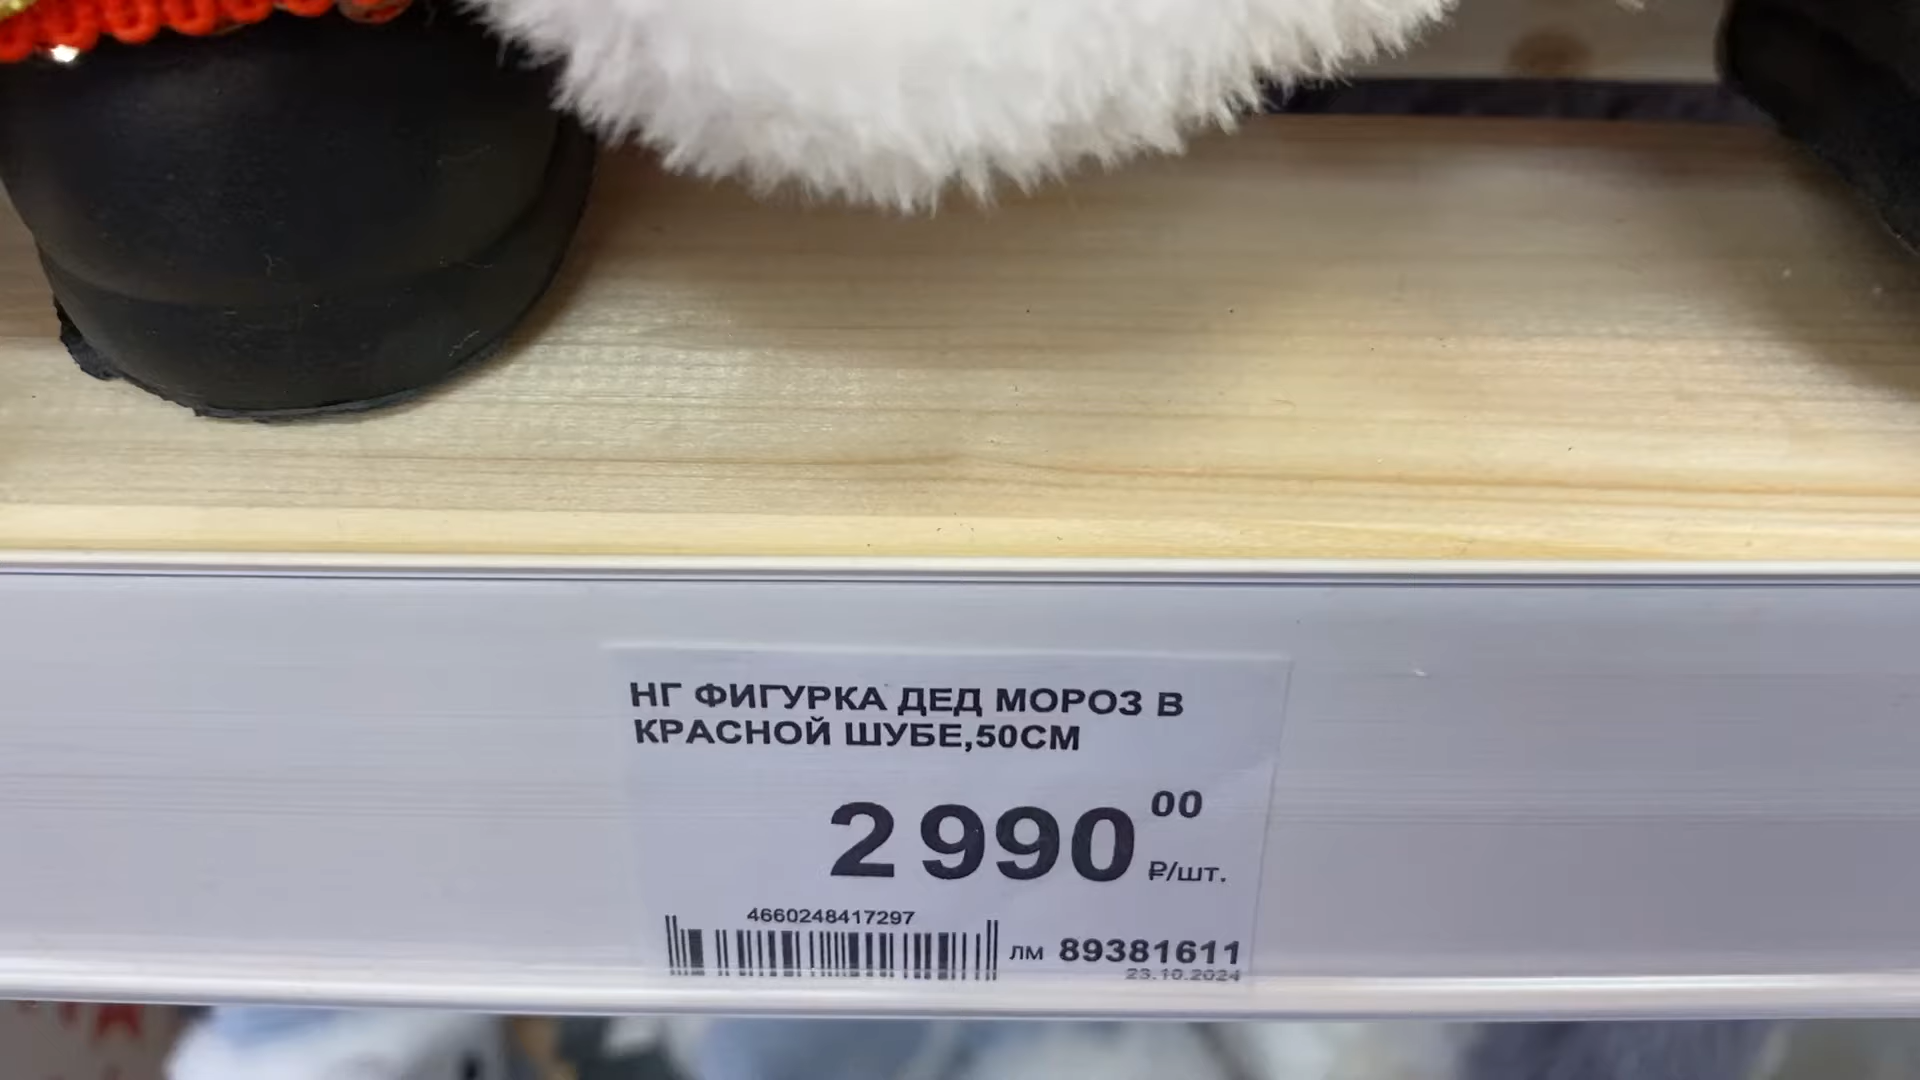 НГ ФИГУРКА ДЕД МОРОЗ В
КРАСНОЙ ШУБЕ,50СМ
2 990 00
₽/шт.
4660248417297
ЛМ 89381611
23.10.2024